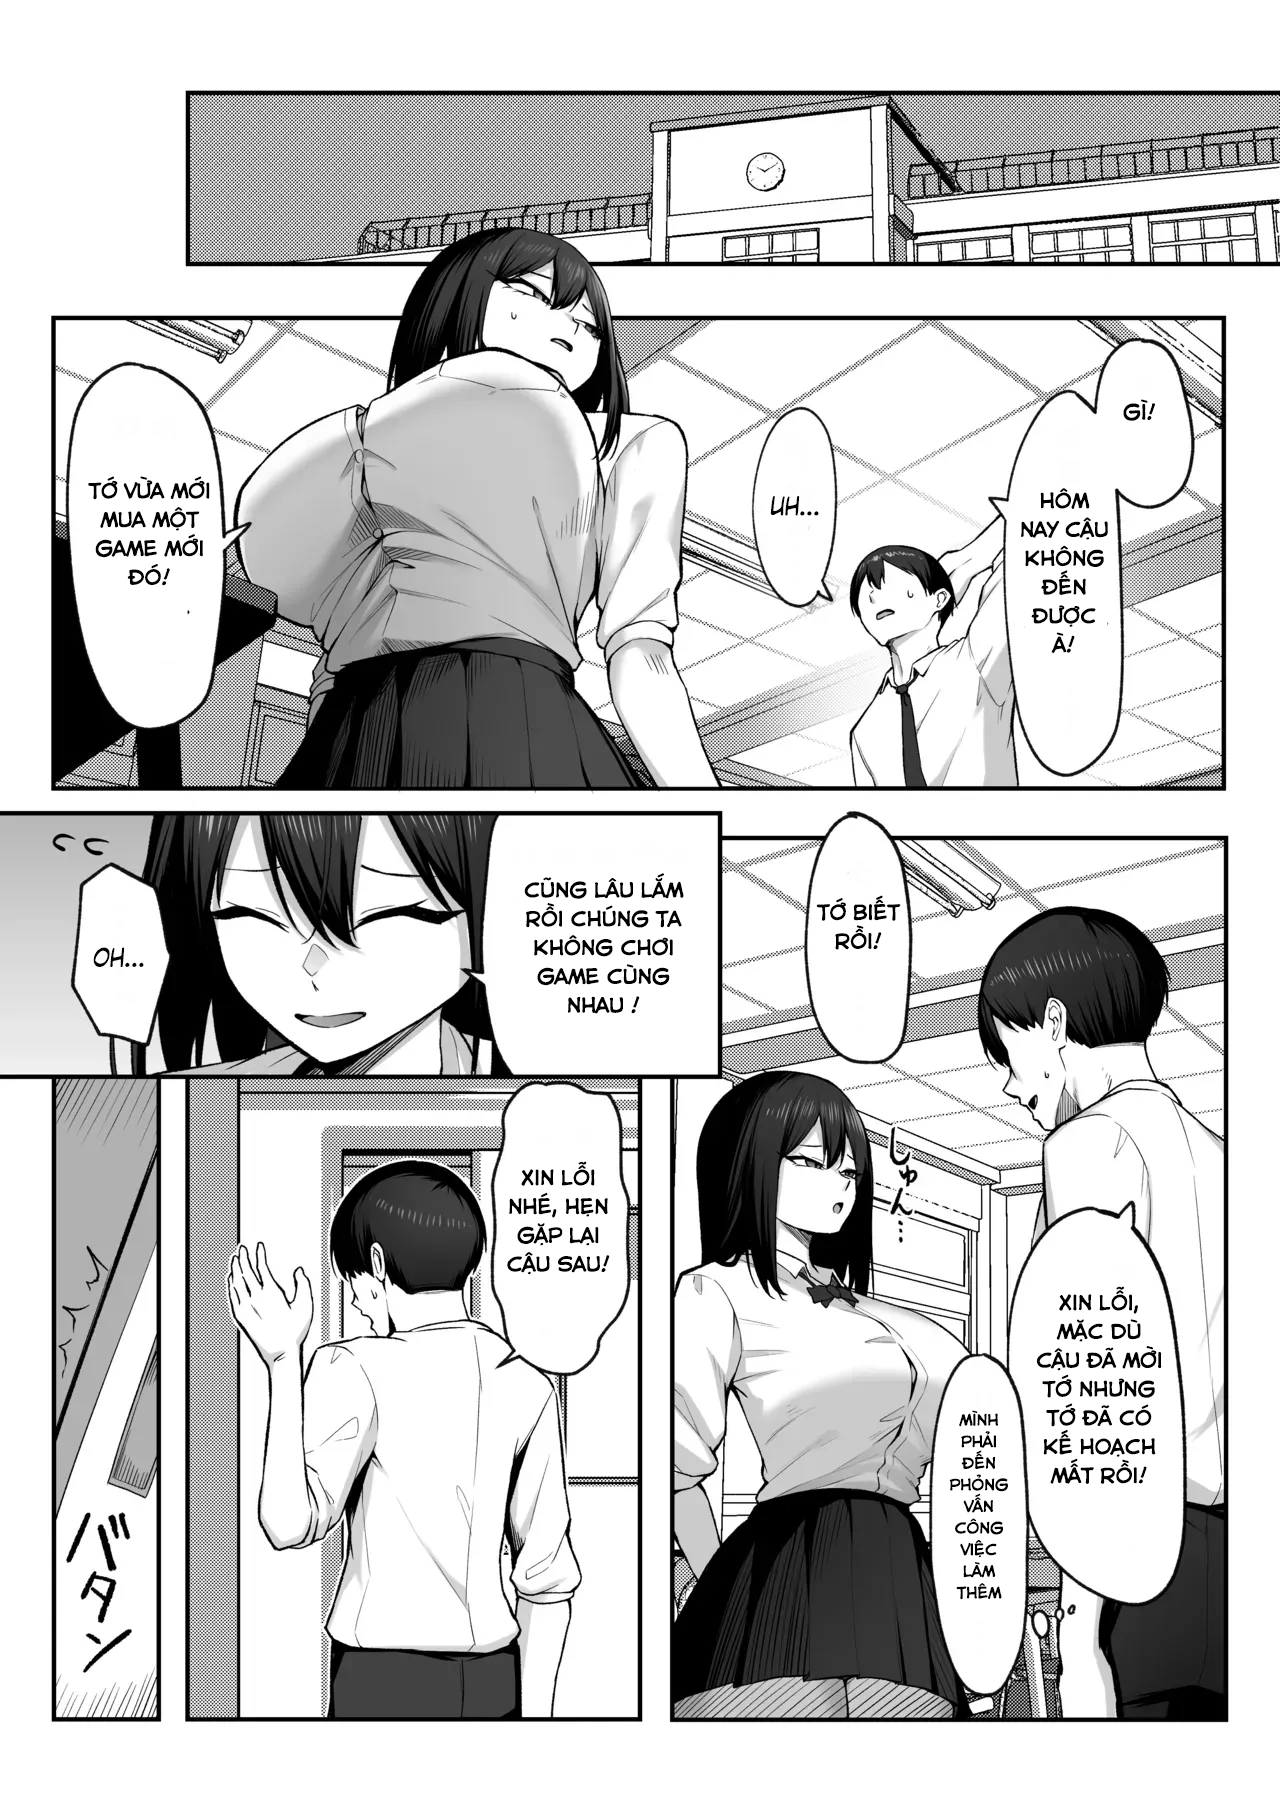 GÌ!
HÔM
NAY CẬU
KHÔNG
ĐẾN
ĐƯỢC
À!
UH...
TỚ VỪA MỚI
MUA MỘT
GAME MỚI
ĐÓ!
TỚ BIẾT
RỒI!
CŨNG LÂU LẮM
RỒI CHÚNG TA
KHÔNG CHƠI
GAME CÙNG
NHAU !
OH...
しゅん…
XIN LỖI,
MẶC DÙ
CẬU ĐÃ MỜI
TỚ NHƯNG
TỚ ĐÃ CÓ
KẾ HOẠCH
MẤT RỒI!
MÌNH
PHẢI
ĐẾN
PHỎNG
VẤN
CÔNG
VIỆC
LÀM
THÊM
XIN LỖI
NHÉ, HẸN
GẶP LẠI
CẬU SAU!
バタン